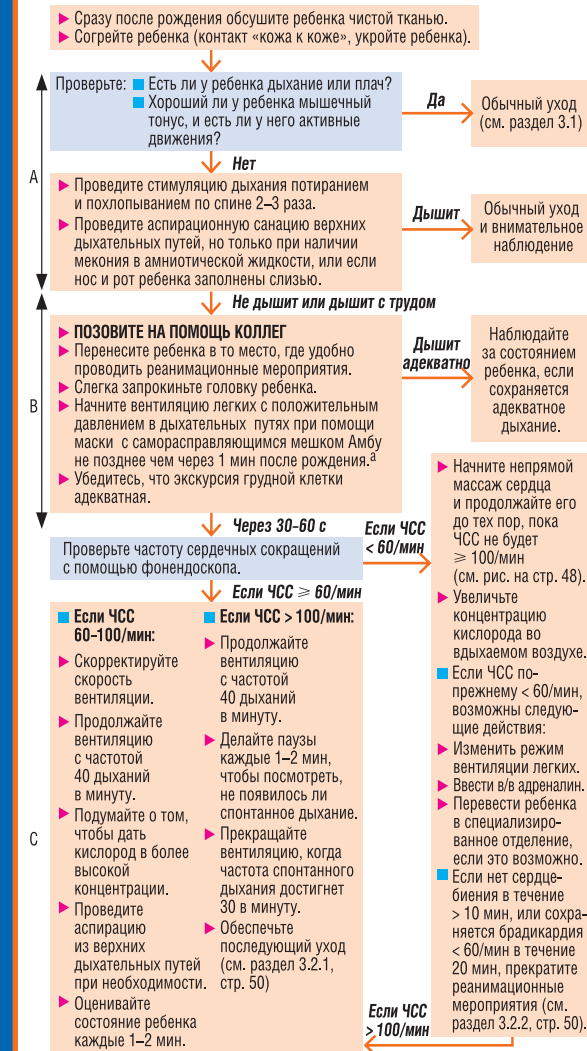 Сразу после рождения обсушите ребенка чистой тканью.
Согрейте ребенка (контакт «кожа к коже», укройте ребенка).
A
Проверьте:
Есть ли у ребенка дыхание или плач?
Хороший ли у ребенка мышечный
тонус, и есть ли у него активные
движения?
Да
Обычный уход
(см. раздел 3.1)
Нет
Проведите стимуляцию дыхания потиранием
и похлопыванием по спине 2–3 раза.
Проведите аспирационную санацию верхних
дыхательных путей, но только при наличии
мекония в амниотической жидкости, или если
нос и рот ребенка заполнены слизью.
Дышит
Обычный уход
и внимательное
наблюдение
Не дышит или дышит с трудом
B
ПОЗОВИТЕ НА ПОМОЩЬ КОЛЛЕГ
Перенесите ребенка в то место, где удобно
проводить реанимационные мероприятия.
Слегка запрокиньте головку ребенка.
Начните вентиляцию легких с положительным
давлением в дыхательных путях при помощи
маски с саморасправляющимся мешком Амбу
не позднее чем через 1 мин после рождения.a
Убедитесь, что экскурсия грудной клетки
адекватная.
Дышит
адекватно
Наблюдайте
за состоянием
ребенка, если
сохраняется
адекватное
дыхание.
Через 30-60 с
Проверьте частоту сердечных сокращений
с помощью фонендоскопа.
Если ЧСС
< 60/мин
Начните непрямой
массаж сердца
и продолжайте его
до тех пор, пока
ЧСС не будет
⩾ 100/мин
(см. рис. на стр. 48).
Увеличьте
концентрацию
кислорода во
вдыхаемом воздухе.
Если ЧСС по-
прежнему < 60/мин,
возможны следую-
щие действия:
Изменить режим
вентиляции легких.
Ввести в/в адреналин.
Перевести ребенка
в специализиро-
ванное отделение,
если это возможно.
Если нет сердце-
биения в течение
> 10 мин, или сохра-
няется брадикардия
< 60/мин в течение
20 мин, прекратите
реанимационные
мероприятия (см.
раздел 3.2.2, стр. 50).
Если ЧСС ⩾ 60/мин
C
Если ЧСС
60–100/мин:
Скорректируйте
скорость
вентиляции.
Продолжайте
вентиляцию
с частотой
40 дыханий
в минуту.
Подумайте о том,
чтобы дать
кислород в более
высокой
концентрации.
Проведите
аспирацию
из верхних
дыхательных путей
при необходимости.
Оценивайте
состояние ребенка
каждые 1–2 мин.
Если ЧСС > 100/мин:
Продолжайте
вентиляцию
с частотой
40 дыханий
в минуту.
Делайте паузы
каждые 1–2 мин,
чтобы посмотреть,
не появилось ли
спонтанное дыхание.
Прекращайте
вентиляцию, когда
частота спонтанного
дыхания достигнет
30 в минуту.
Обеспечьте
последующий уход
(см. раздел 3.2.1,
стр. 50)
Если ЧСС
> 100/мин